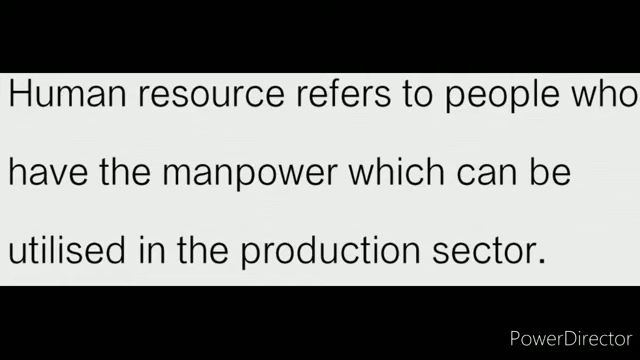 Human resource refers to people who
have the manpower which can be
utilised in the production sector.
PowerDirector